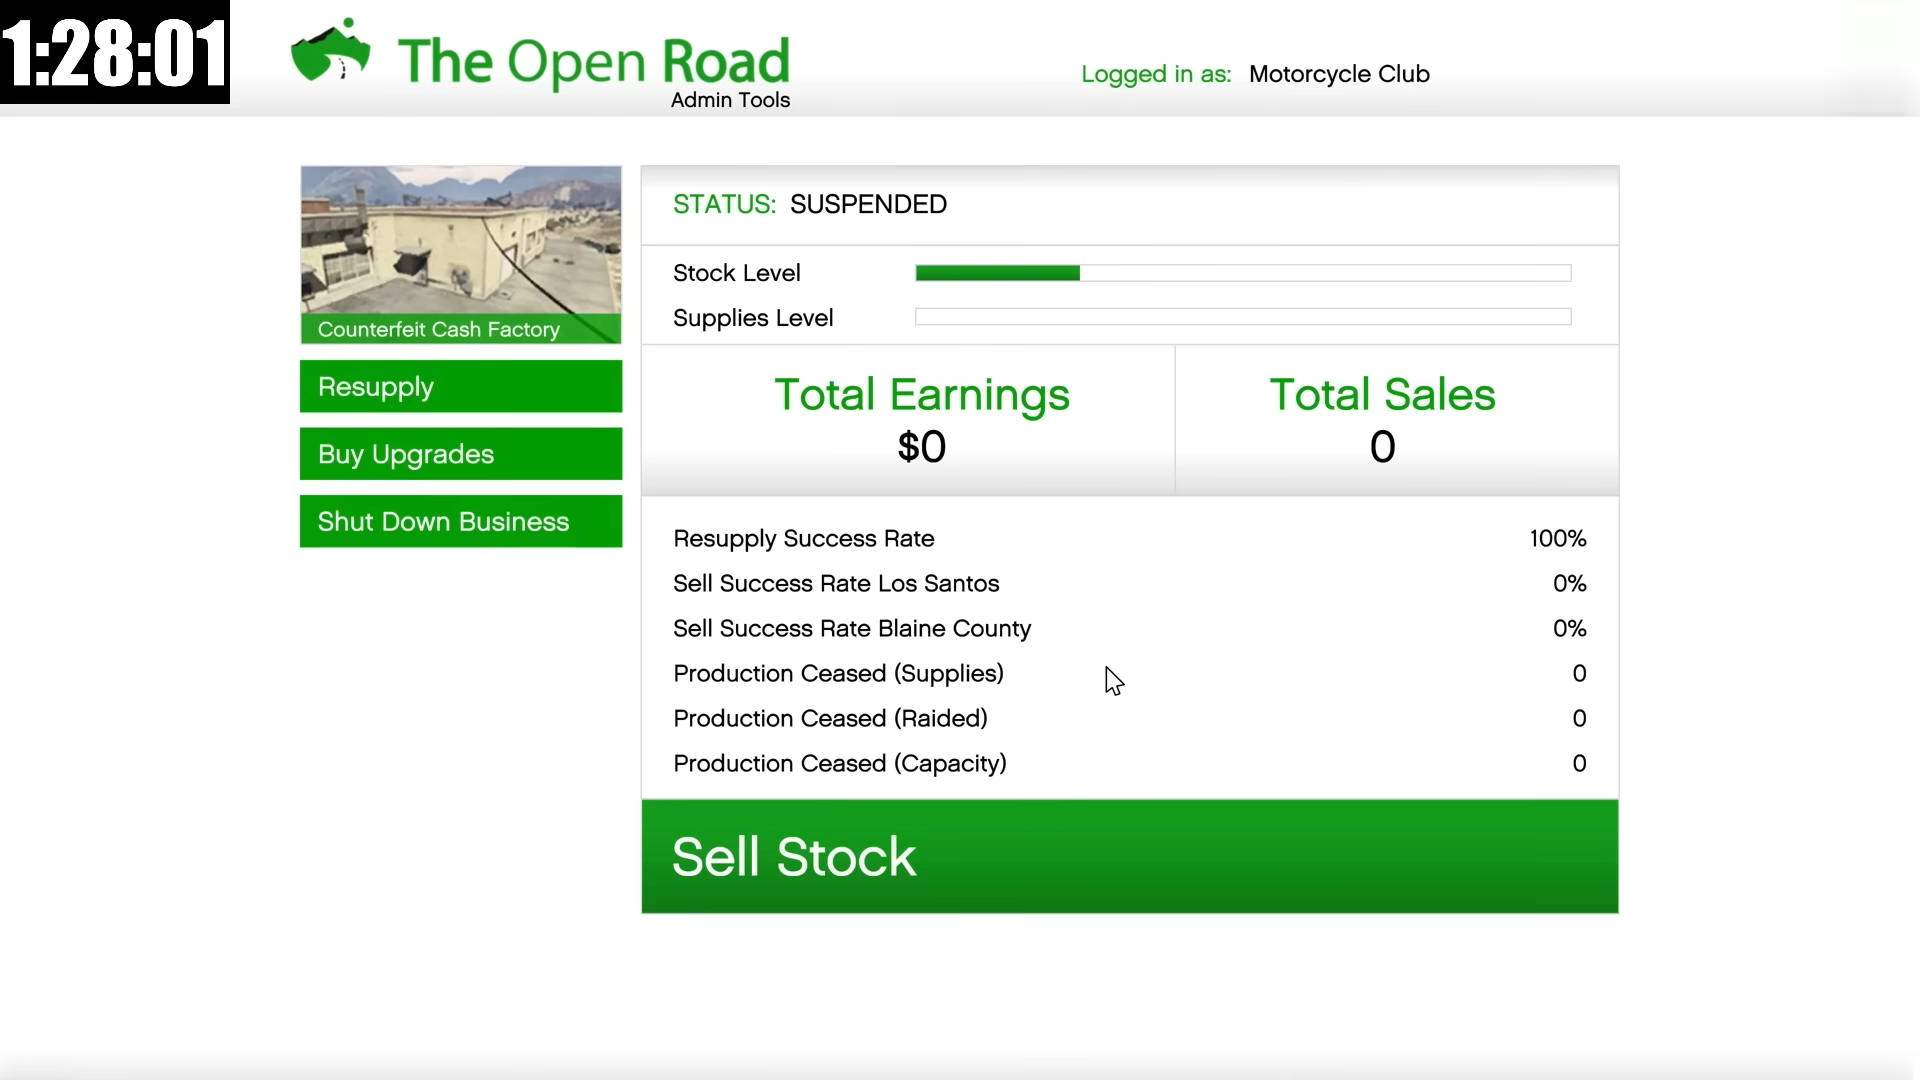 1:28:01
The Open Road
Admin Tools
Logged in as: Motorcycle Club
Counterfeit Cash Factory
Resupply
Buy Upgrades
Shut Down Business
STATUS: SUSPENDED
Stock Level
Supplies Level
Total Earnings
$0
Total Sales
0
Resupply Success Rate 100%
Sell Success Rate Los Santos 0%
Sell Success Rate Blaine County 0%
Production Ceased (Supplies) 0
Production Ceased (Raided) 0
Production Ceased (Capacity) 0
Sell Stock